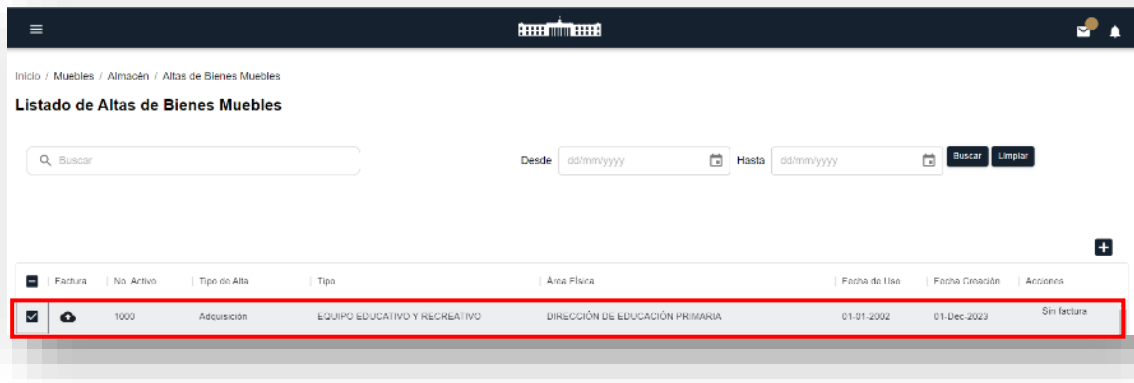 Inicio / Muebles / Almacén / Altas de Bienes Muebles
Listado de Altas de Bienes Muebles
Buscar Desde dd/mm/yyyy Hasta dd/mm/yyyy Buscar Limpiar
Factura No. Activo Tipo de Alta Tipo Área Física Fecha de Uso Fecha Creación Acciones
1000 Adquisición EQUIPO EDUCATIVO Y RECREATIVO DIRECCIÓN DE EDUCACIÓN PRIMARIA 01-01-2002 01-Dec-2023 Sin factura